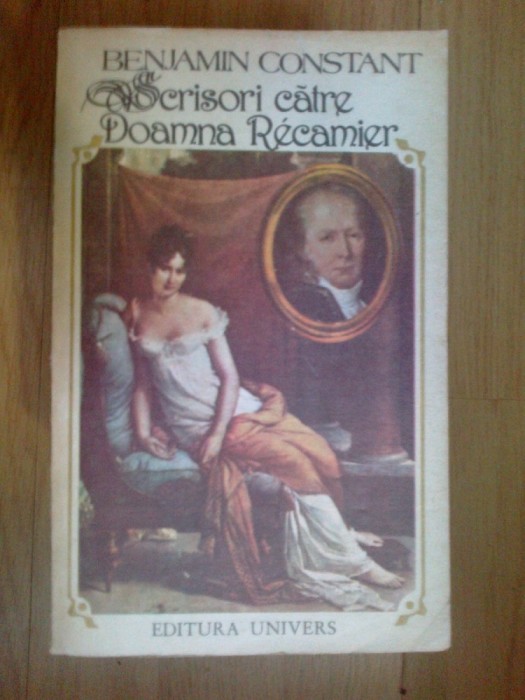 BENJAMIN CONSTANT
Scrisori către
Doamna Récamier
EDITURA UNIVERS